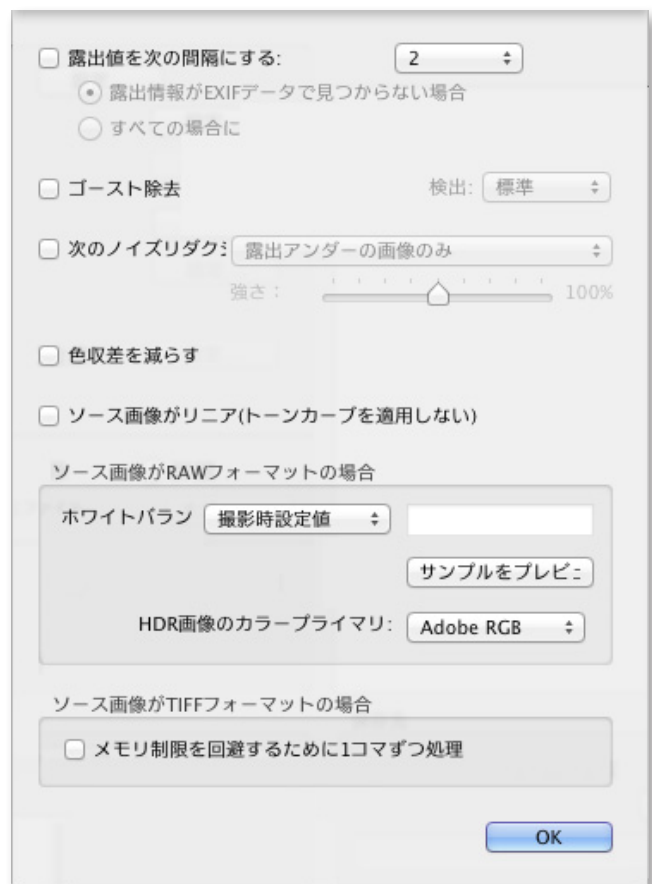 露出値を次の間隔にする: 2
露出情報がEXIFデータで見つからない場合
すべての場合に
ゴースト除去 検出: 標準
次のノイズリダクシ 露出アンダーの画像のみ
強さ： 100%
色収差を減らす
ソース画像がリニア(トーンカーブを適用しない)
ソース画像がRAWフォーマットの場合
ホワイトバラン 撮影時設定値
サンプルをプレビ
HDR画像のカラープライマリ: Adobe RGB
ソース画像がTIFFフォーマットの場合
メモリ制限を回避するために1コマずつ処理
OK